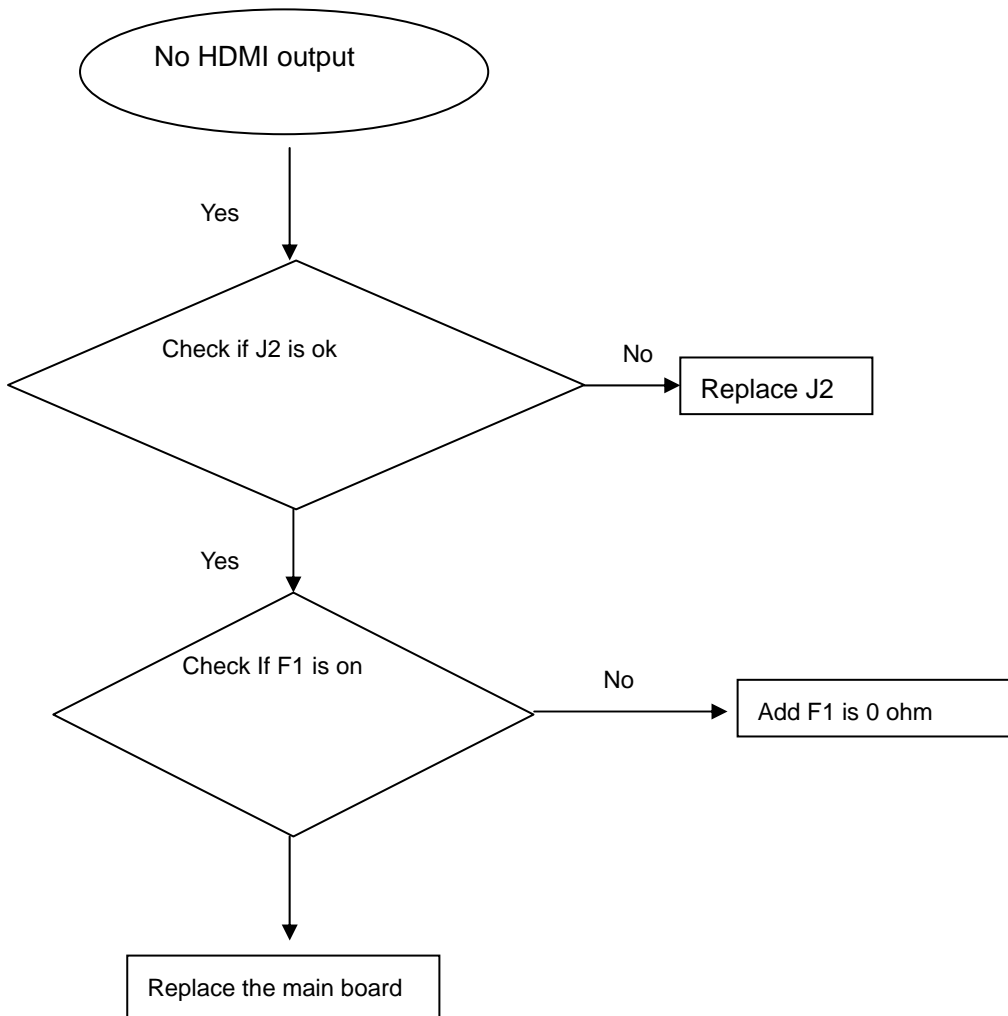 No HDMI output
Yes
Check if J2 is ok
No
Replace J2
Yes
Check If F1 is on
No
Add F1 is 0 ohm
Replace the main board